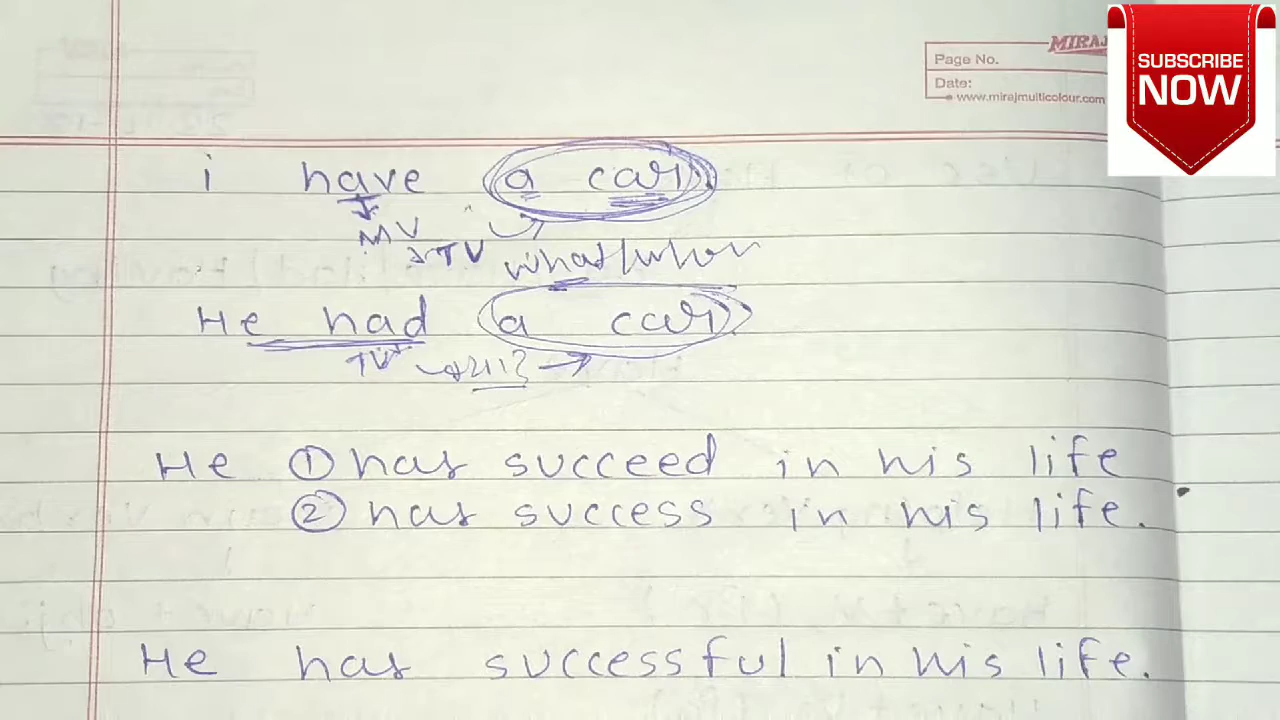 MIRAJ
Page No.
Date:
www.mirajmulticolour.com
SUBSCRIBE
NOW
i have a car.
MV
TV what/whom
He had a car.
TV
He ① has succeed in his life
② has success in his life.
He has successful in his life.